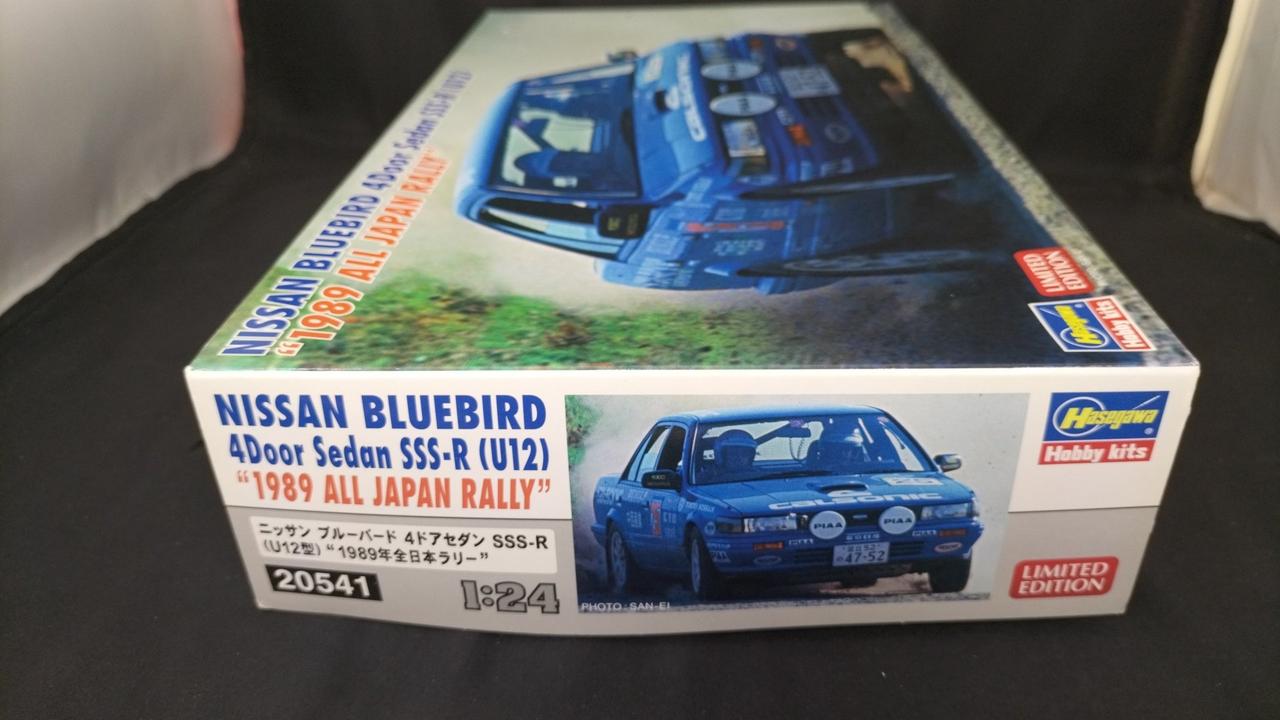 NISSAN BLUEBIRD 4Door Sedan SSS-R (U12)
"1989 ALL JAPAN RALLY"
LIMITED
EDITION
Hasegawa
Hobby kits
NISSAN BLUEBIRD
4Door Sedan SSS-R (U12)
"1989 ALL JAPAN RALLY"
ニッサン ブルーバード 4ドアセダン SSS-R
(U12型) “1989年全日本ラリー”
20541
1:24
calsonic
PIAA
PIAA
47-52
PHOTO : SAN-EI
Hasegawa
Hobby kits
LIMITED
EDITION